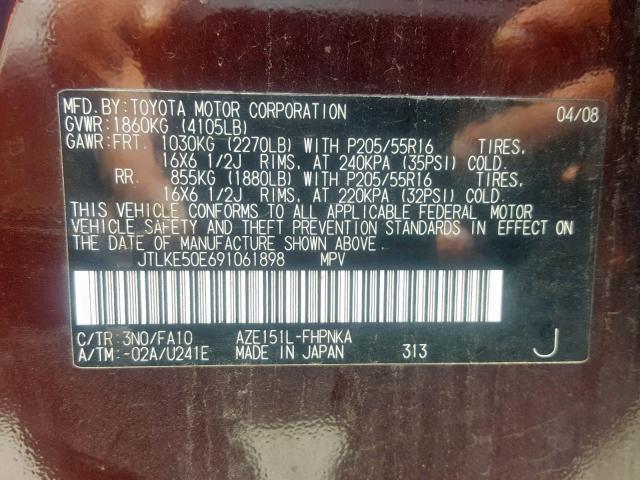 MFD.BY:TOYOTA MOTOR CORPORATION 04/08
GVWR:1860KG (4105LB)
GAWR:FRT. 1030KG (2270LB) WITH P205/55R16 TIRES,
16X6 1/2J RIMS, AT 240KPA (35PSI) COLD.
RR. 855KG (1880LB) WITH P205/55R16 TIRES,
16X6 1/2J RIMS, AT 220KPA (32PSI) COLD.
THIS VEHICLE CONFORMS TO ALL APPLICABLE FEDERAL MOTOR
VEHICLE SAFETY AND THEFT PREVENTION STANDARDS IN EFFECT ON
THE DATE OF MANUFACTURE SHOWN ABOVE.
JTLKE50E691061898 MPV
C/TR:3N0/FA10 AZE151L-FHPNKA
A/TM:-02A/U241E MADE IN JAPAN 313 J